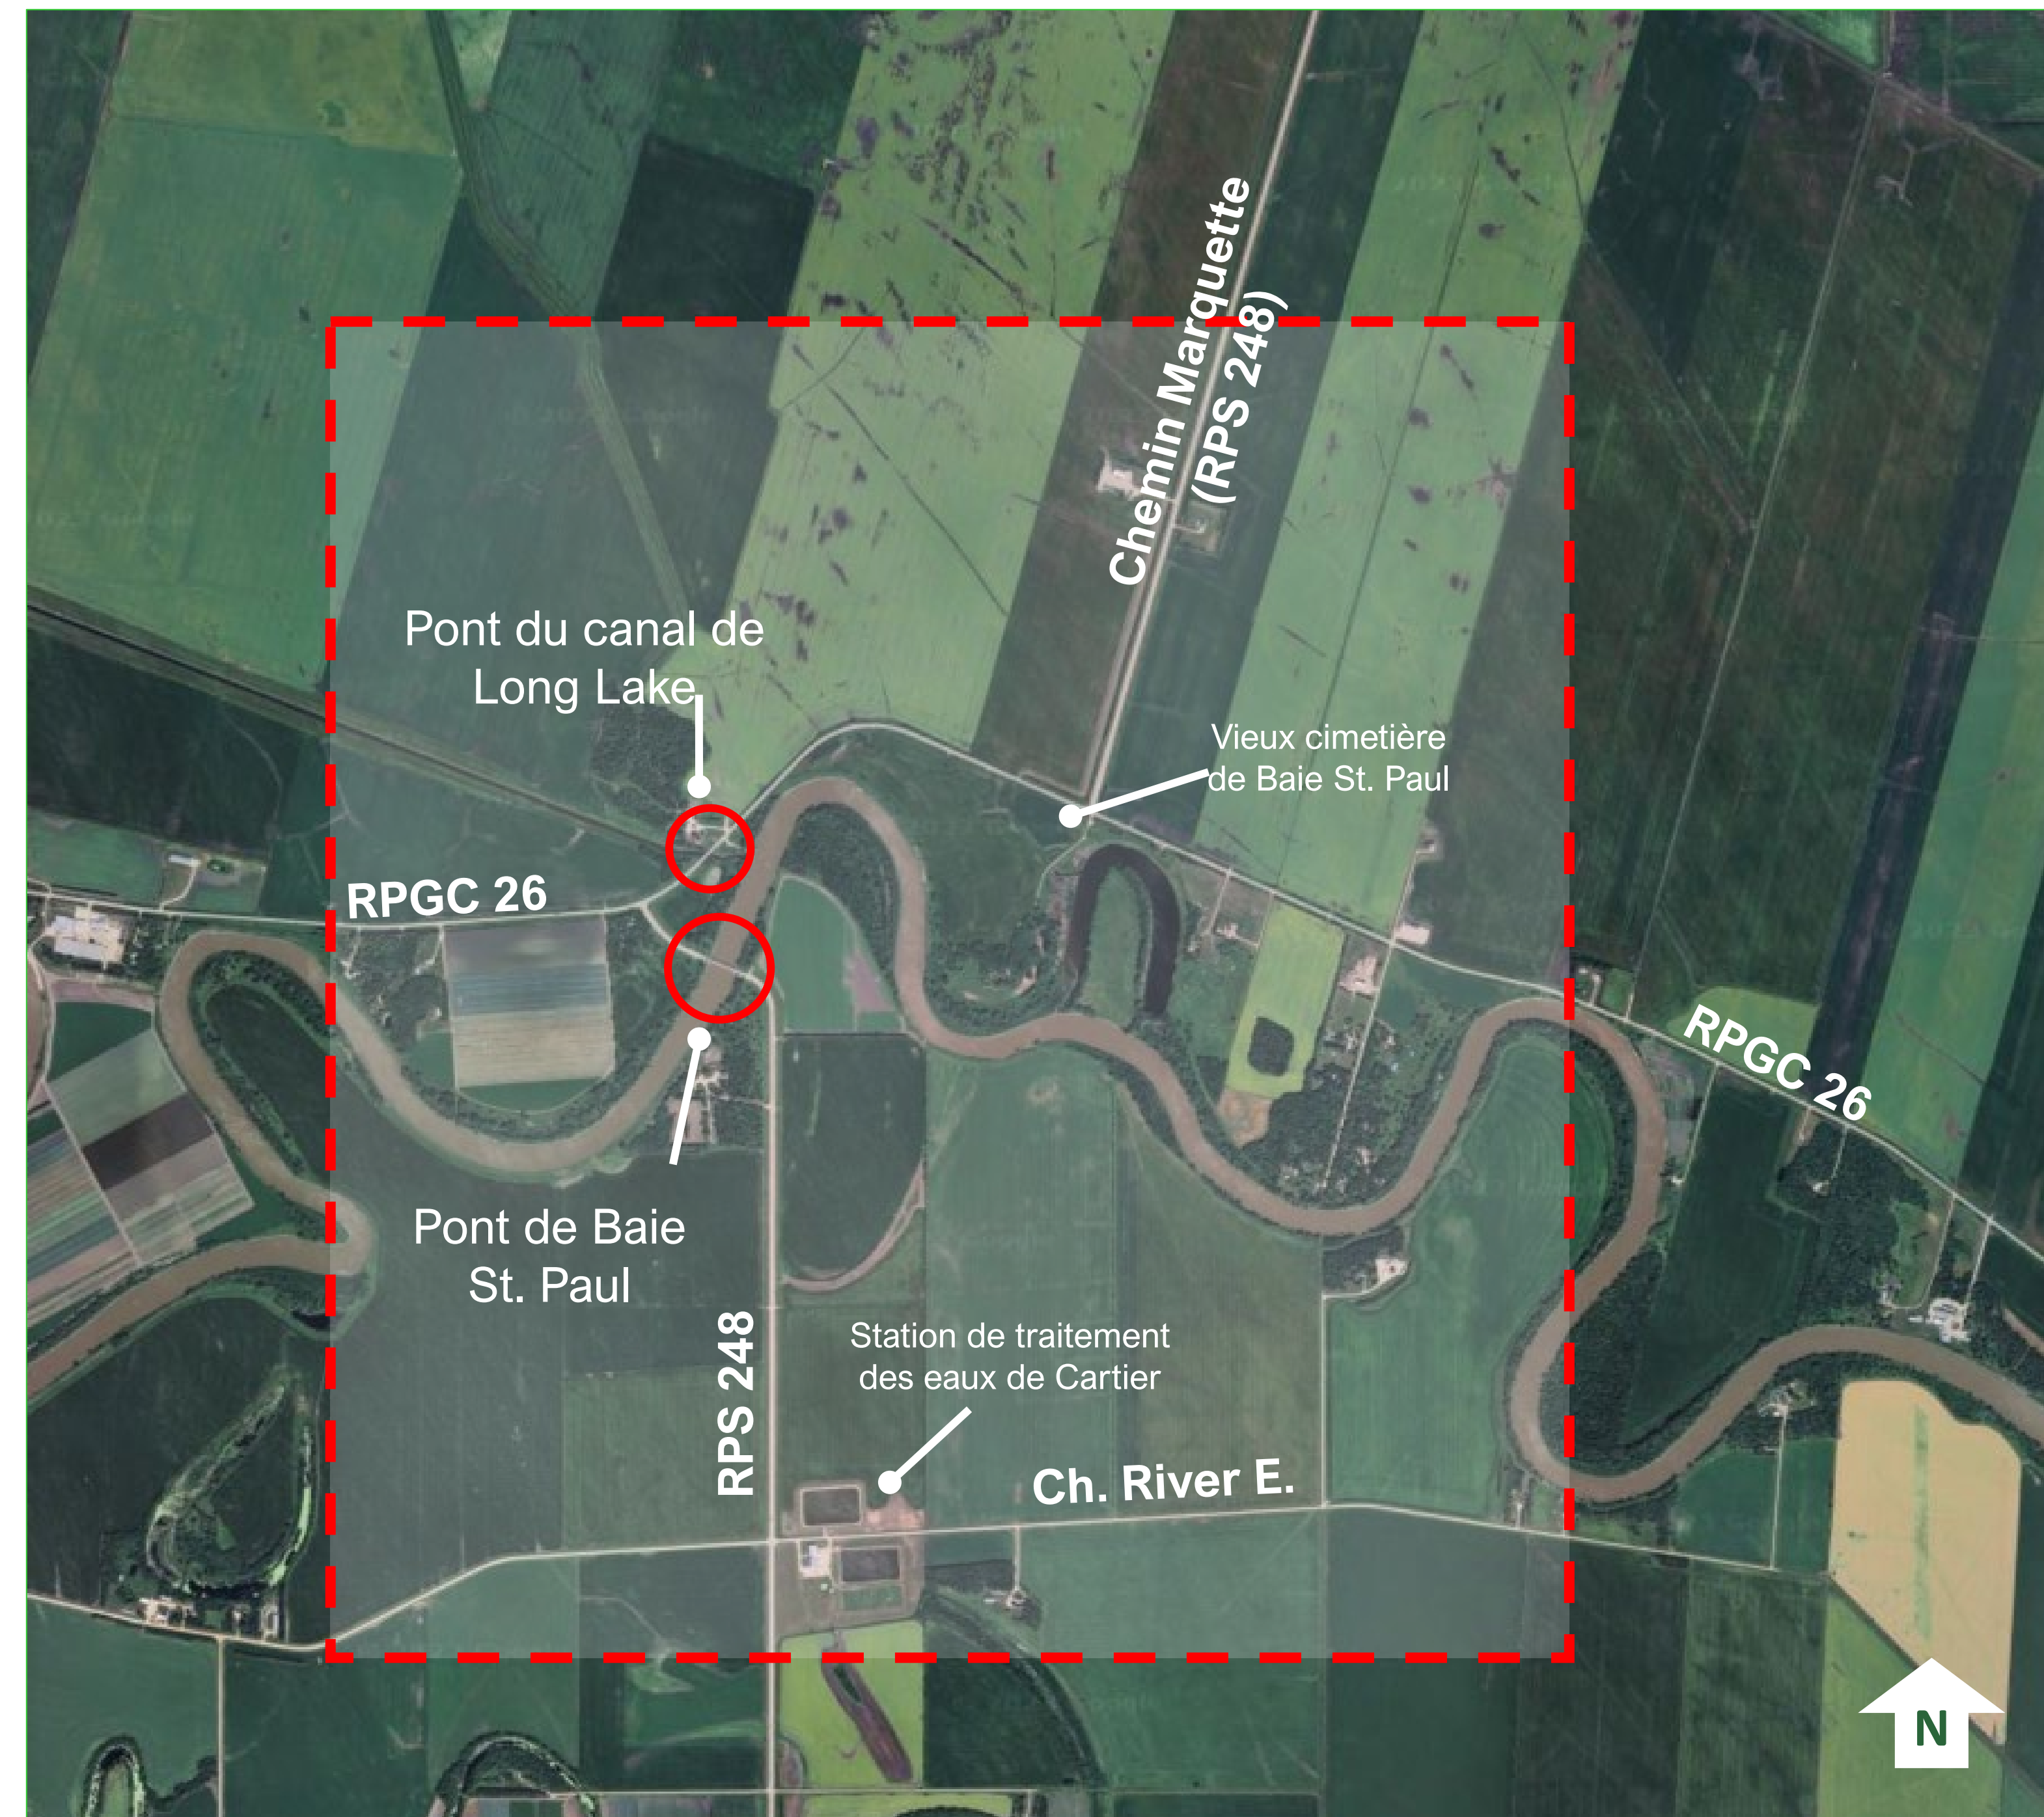 Chemin Marquette
(RPS 248)
Pont du canal de
Long Lake
Vieux cimetière
de Baie St. Paul
RPGC 26
RPGC 26
Pont de Baie
St. Paul
RPS 248
Station de traitement
des eaux de Cartier
Ch. River E.
N